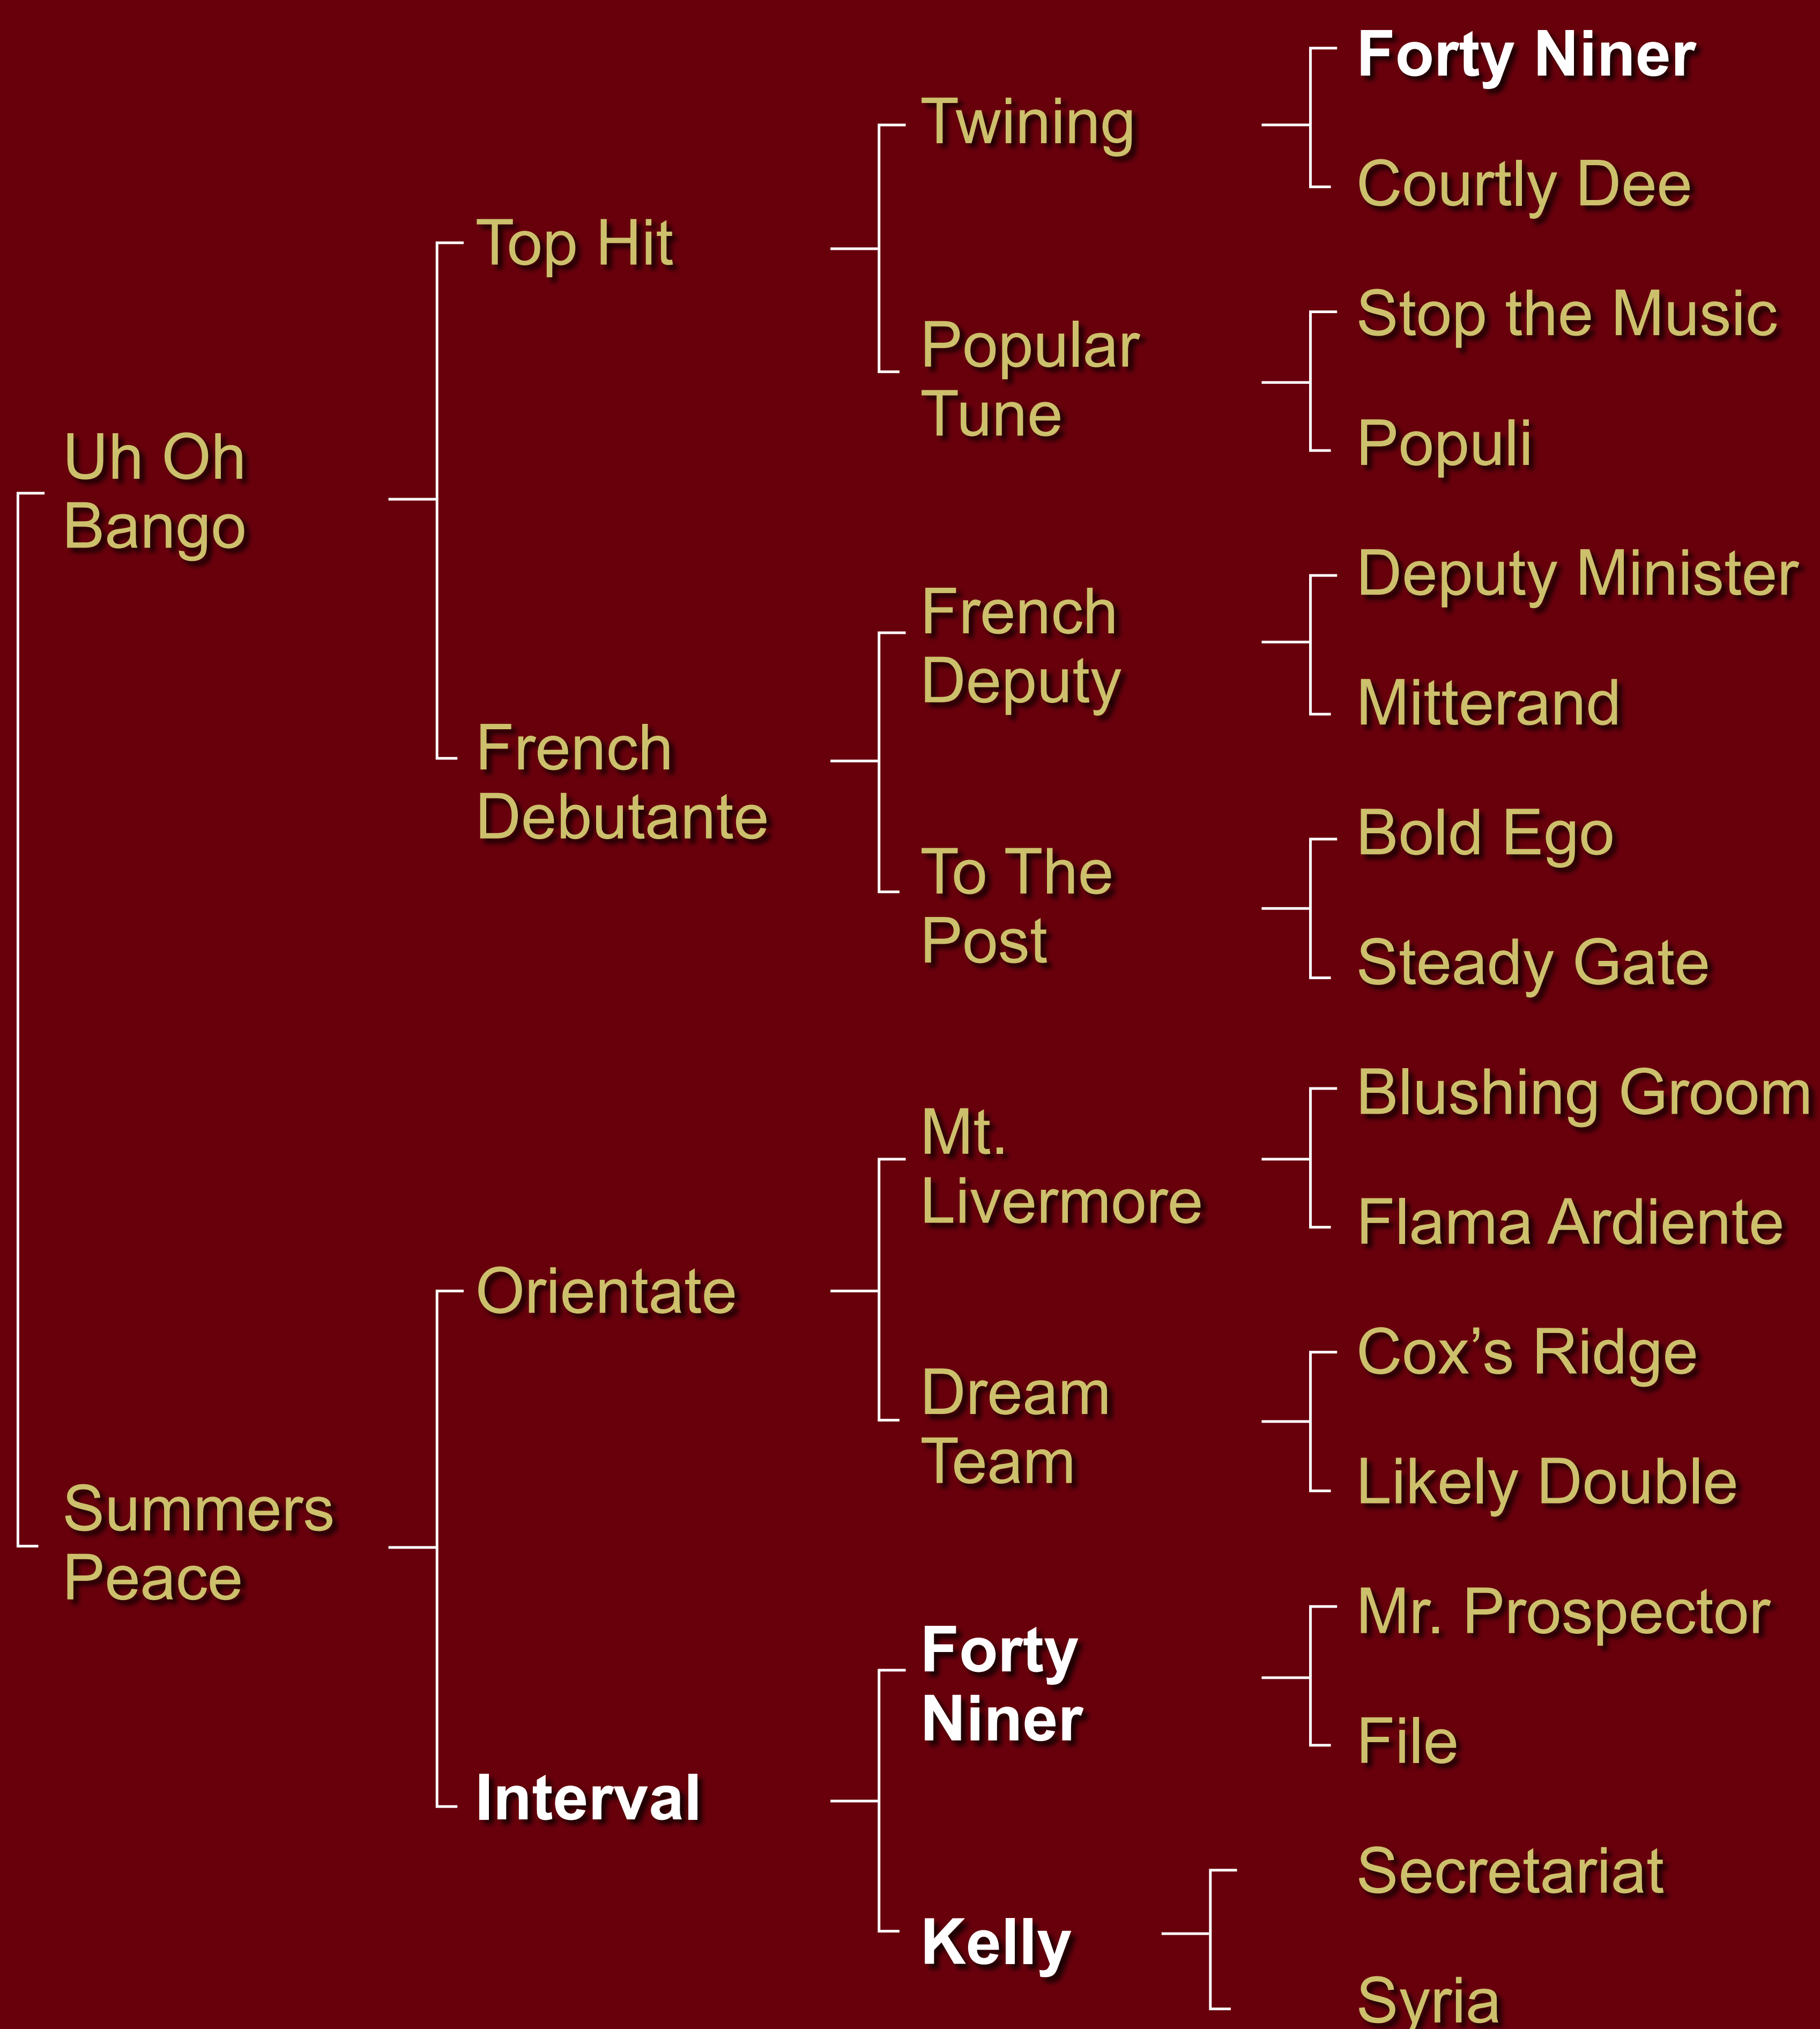 Forty Niner
Twining
Courtly Dee
Top Hit
Stop the Music
Popular
Tune
Populi
Uh Oh
Bango
Deputy Minister
French
Deputy
Mitterand
French
Debutante
Bold Ego
To The
Post
Steady Gate
Blushing Groom
Mt.
Livermore
Flama Ardiente
Orientate
Cox’s Ridge
Dream
Team
Likely Double
Summers
Peace
Mr. Prospector
Forty
Niner
File
Interval
Secretariat
Kelly
Syria